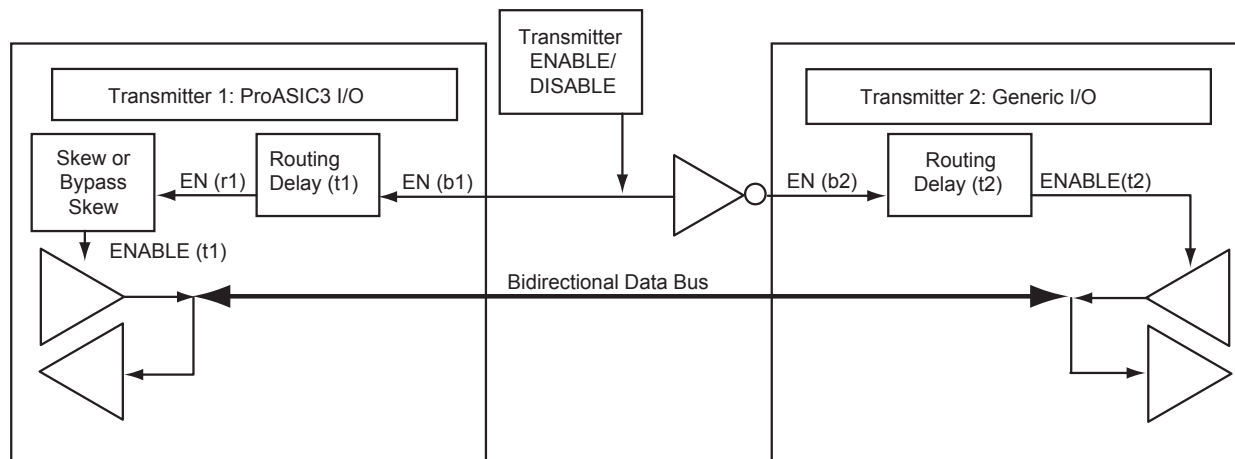 Transmitter
ENABLE/
DISABLE
Transmitter 1: ProASIC3 I/O
Transmitter 2: Generic I/O
Skew or
Bypass
Skew
EN (r1)
Routing
Delay (t1)
EN (b1)
EN (b2)
Routing
Delay (t2)
ENABLE(t2)
ENABLE (t1)
Bidirectional Data Bus